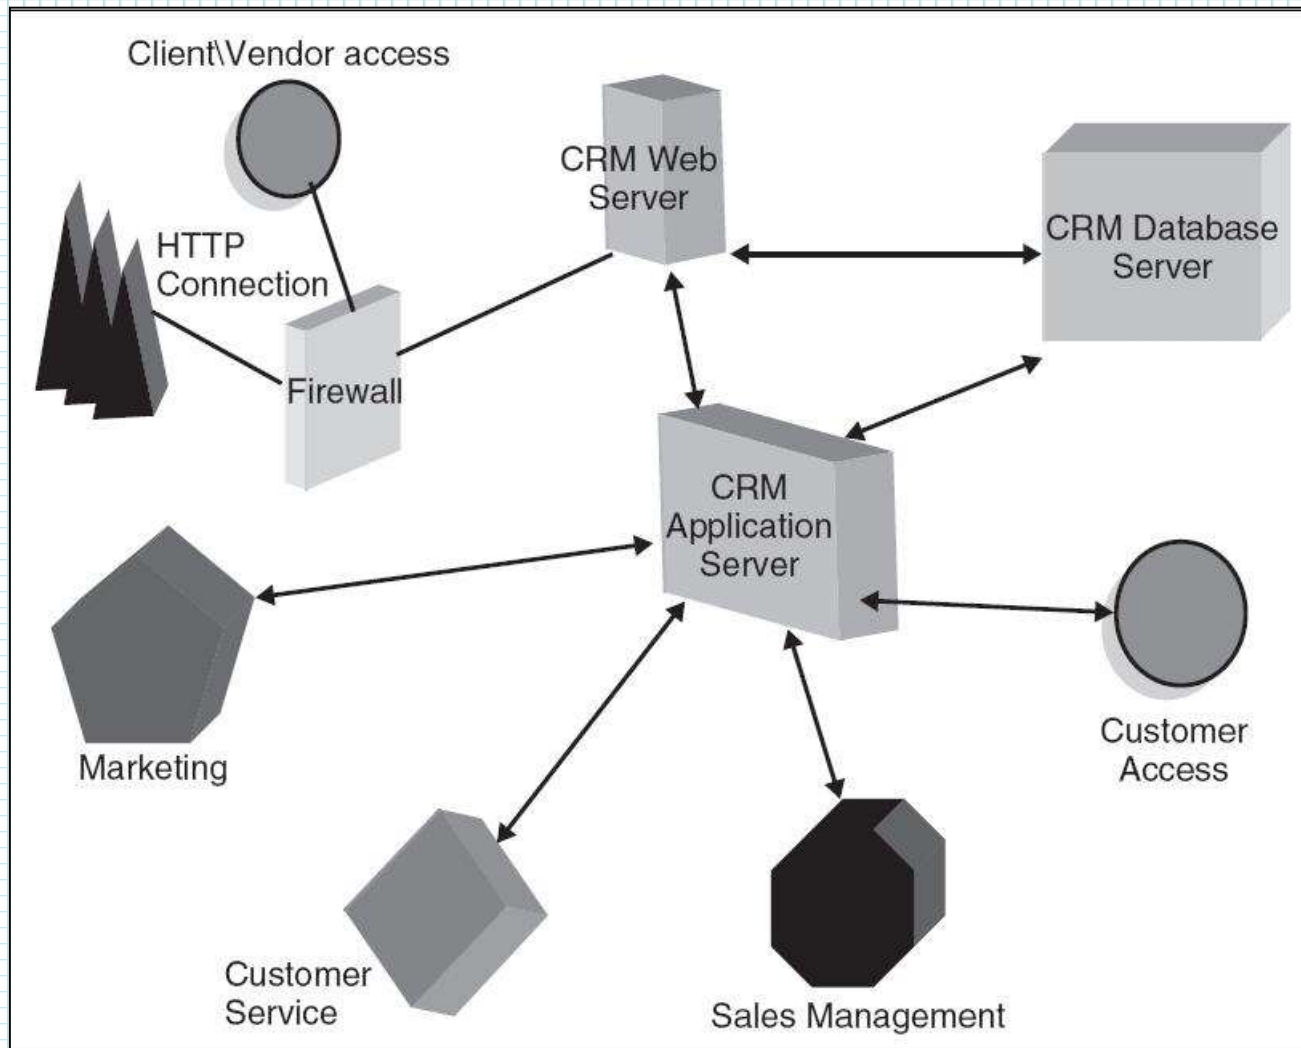 Client\Vendor access
CRM Web
Server
CRM Database
Server
HTTP
Connection
Firewall
CRM
Application
Server
Customer
Access
Marketing
Customer
Service
Sales Management